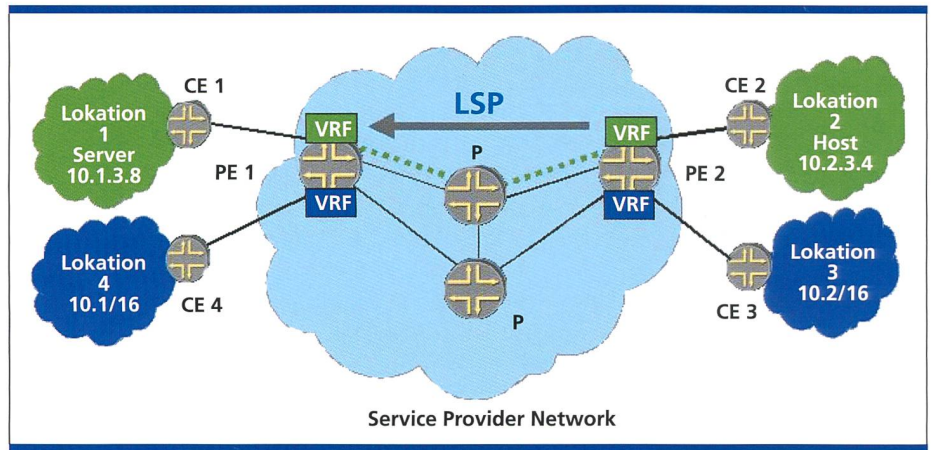 CE 1
Lokation
1
Server
10.1.3.8
VRF
PE 1
LSP
P
VRF
PE 2
CE 2
Lokation
2
Host
10.2.3.4
Lokation
4
10.1/16
CE 4
VRF
P
VRF
CE 3
Lokation
3
10.2/16
Service Provider Network